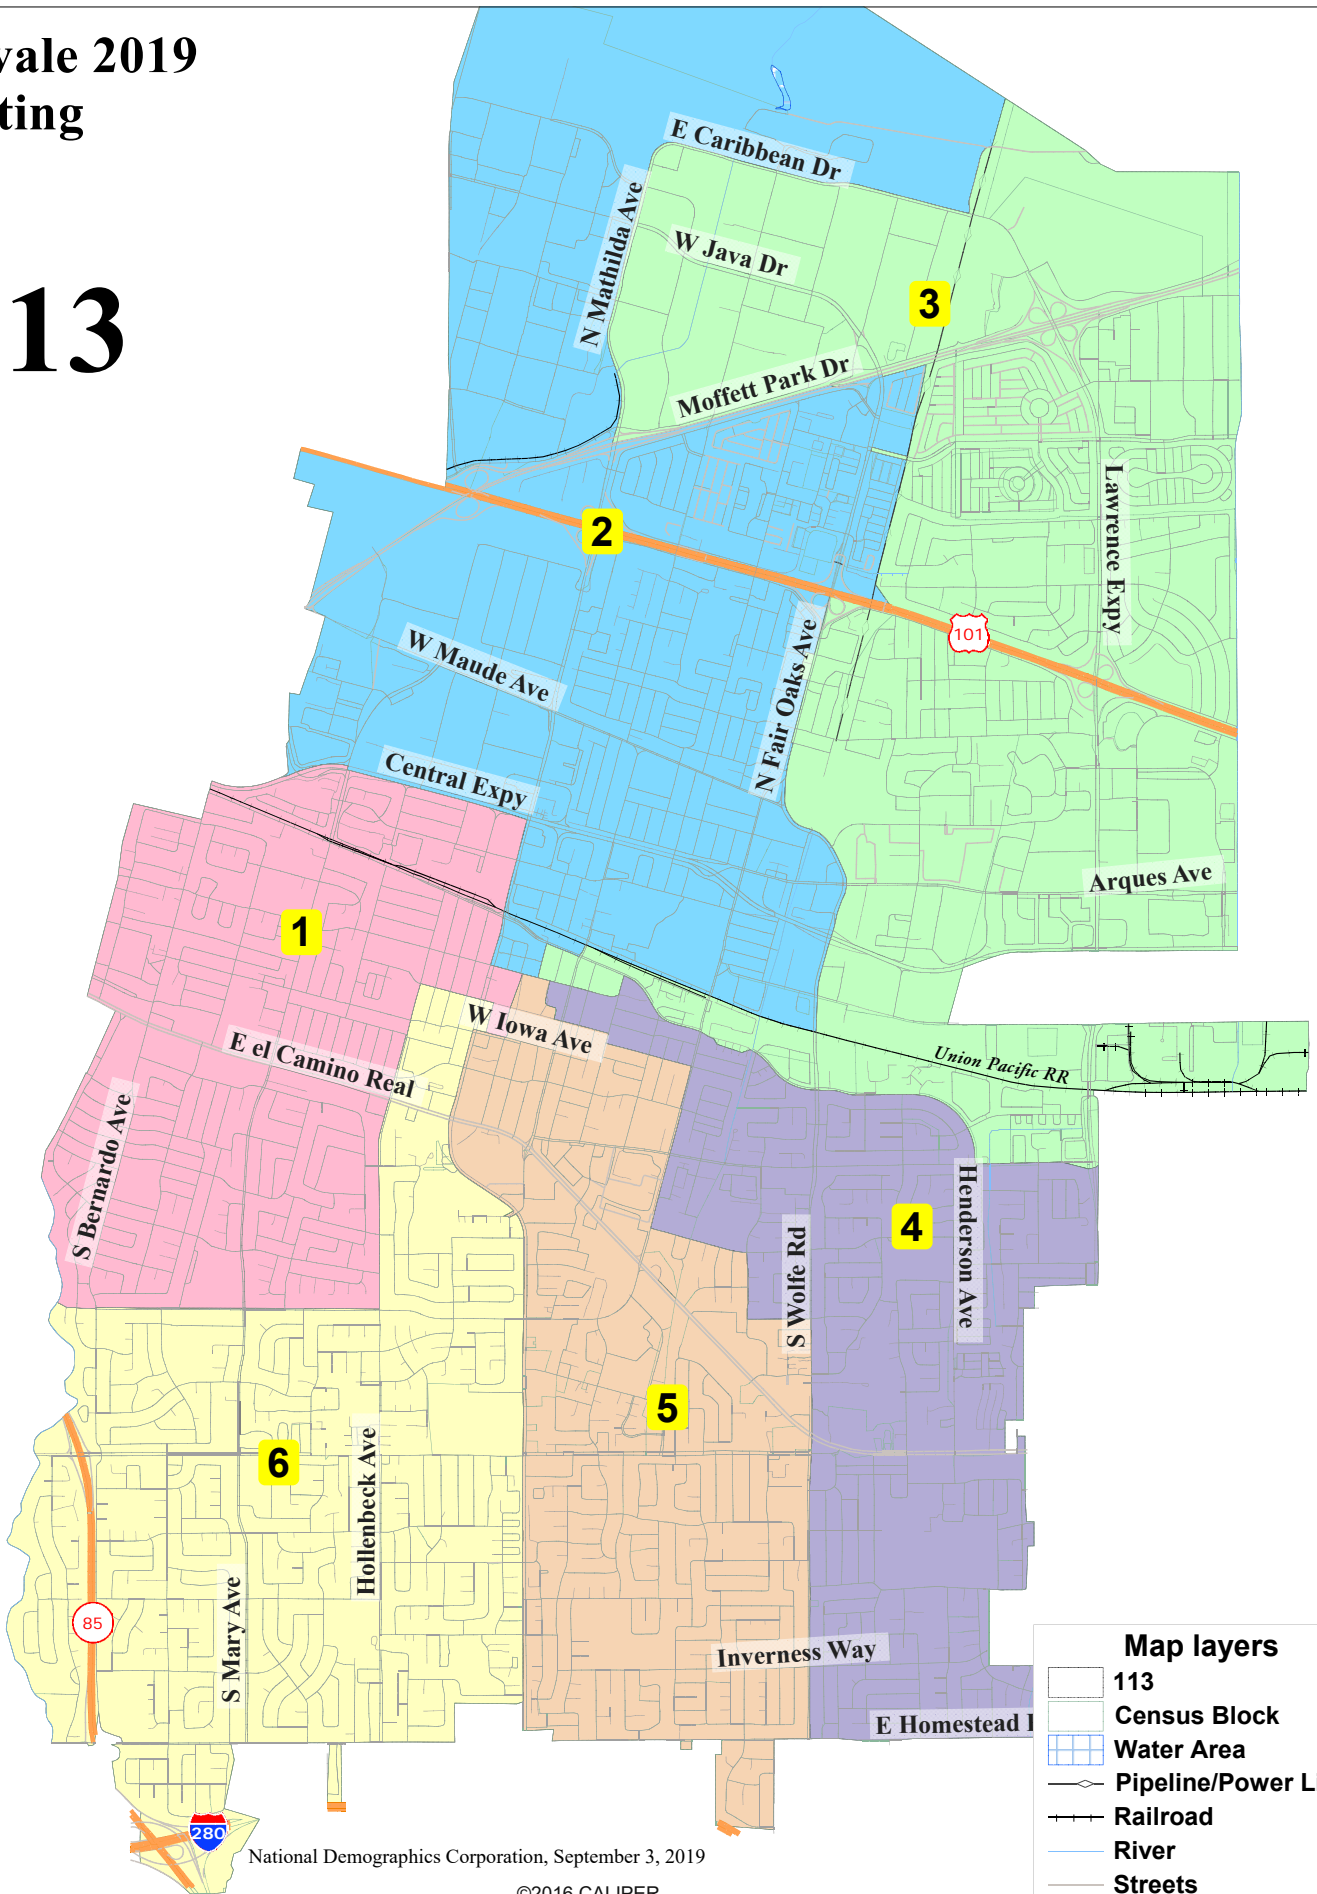 vale 2019
ting
113
E Caribbean Dr
N Mathilda Ave
W Java Dr
3
Moffett Park Dr
2
Lawrence Expy
101
W Maude Ave
N Fair Oaks Ave
Central Expy
Arques Ave
1
W Iowa Ave
E el Camino Real
Union Pacific RR
S Bernardo Ave
Henderson Ave
4
S Wolfe Rd
5
Hollenbeck Ave
6
S Mary Ave
85
Inverness Way
E Homestead
280
Map layers
113
Census Block
Water Area
Pipeline/Power L
Railroad
River
Streets
National Demographics Corporation, September 3, 2019
©2016 CALIPER